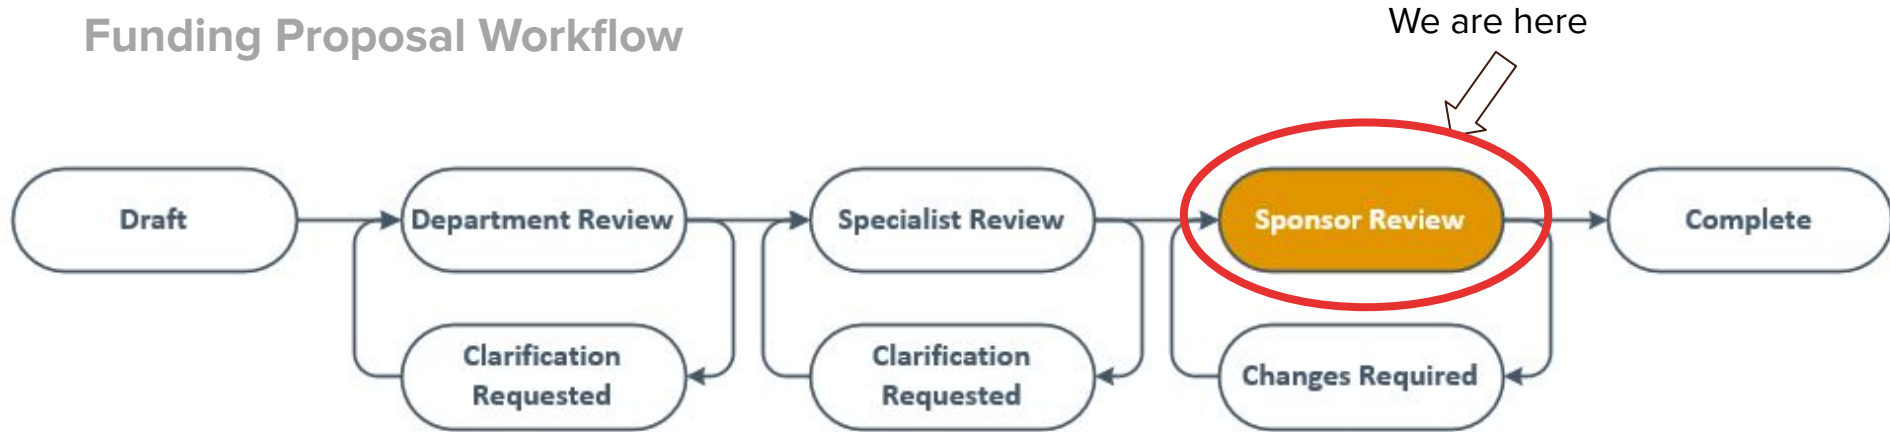 We are here
Funding Proposal Workflow
Draft
Department Review
Specialist Review
Sponsor Review
Complete
Clarification
Requested
Clarification
Requested
Changes Required